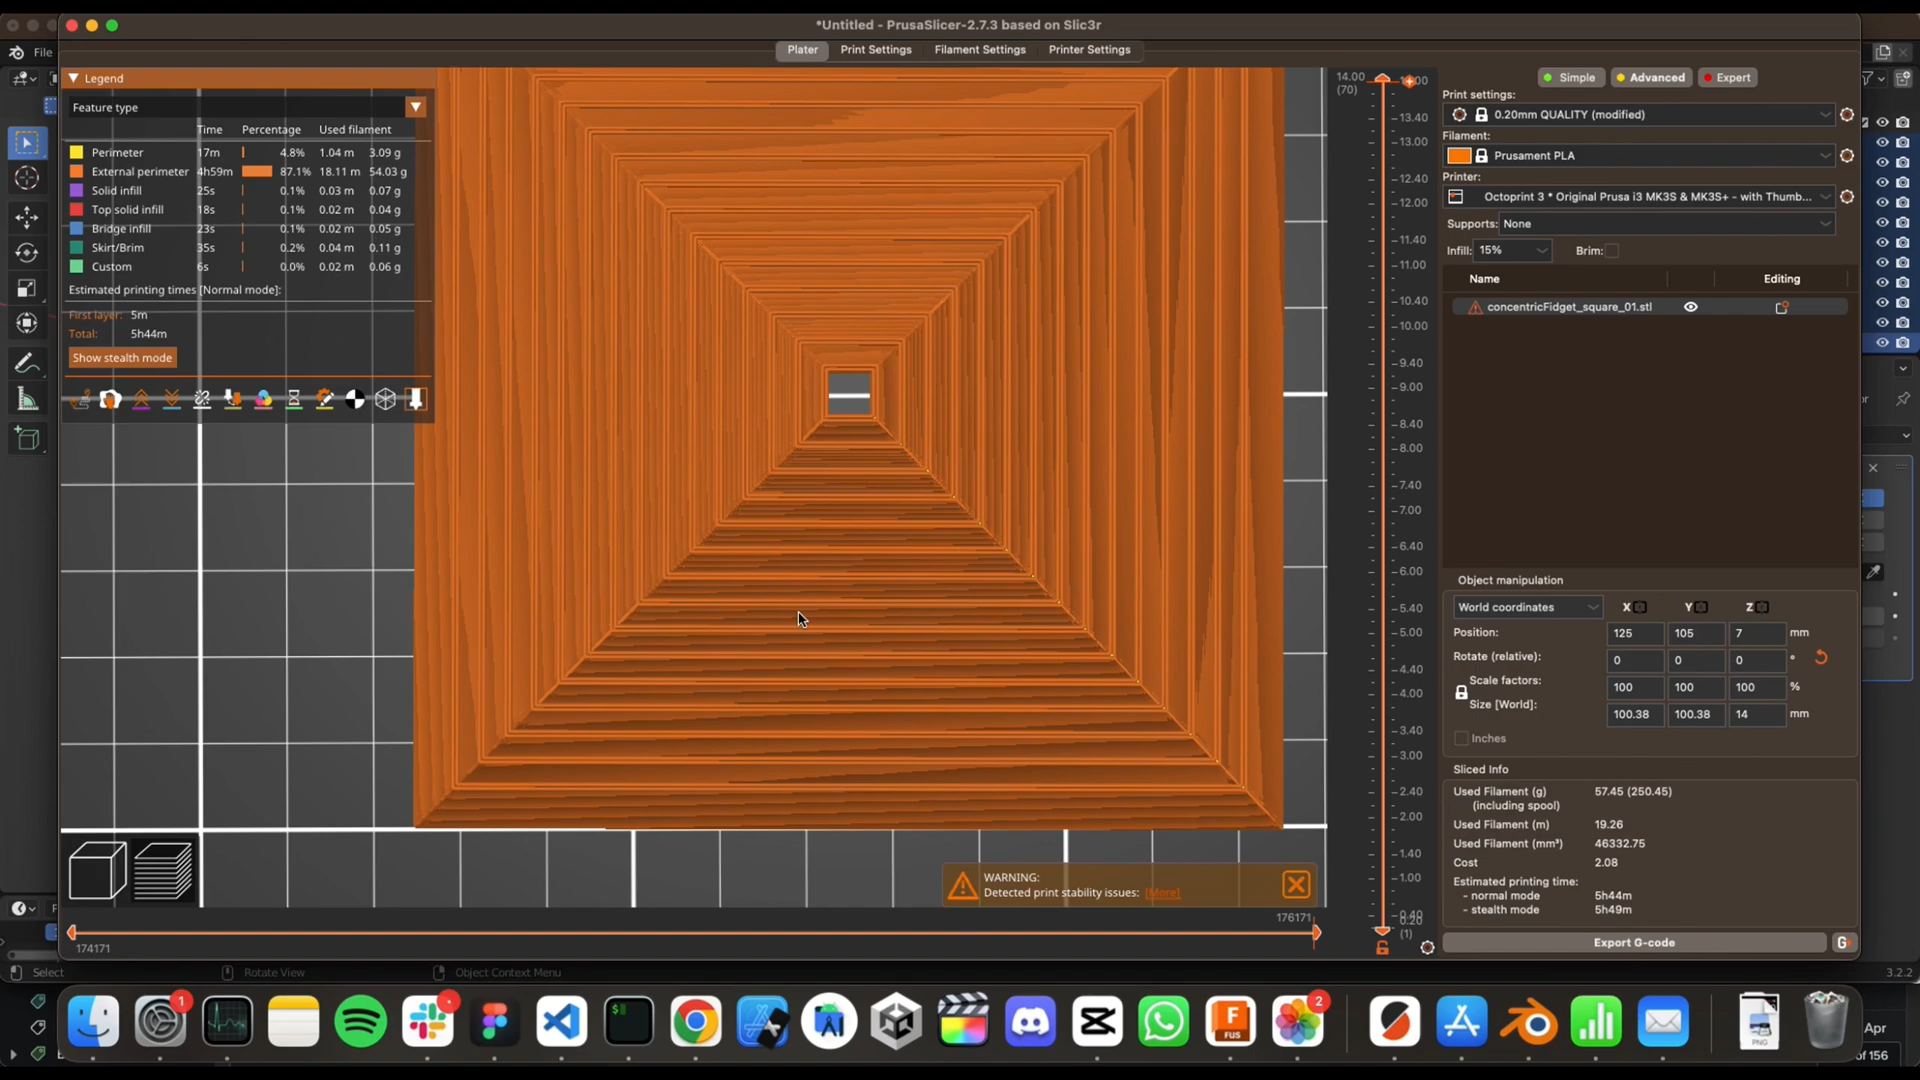 *Untitled - PrusaSlicer-2.7.3 based on Slic3r
File
Plater Print Settings Filament Settings Printer Settings
Legend
Feature type
Time Percentage Used filament
Perimeter 17m 4.8% 1.04 m 3.09 g
External perimeter 4h59m 87.1% 18.11 m 54.03 g
Solid infill 25s 0.1% 0.03 m 0.07 g
Top solid infill 18s 0.1% 0.02 m 0.04 g
Bridge infill 23s 0.1% 0.02 m 0.05 g
Skirt/Brim 35s 0.2% 0.04 m 0.11 g
Custom 6s 0.0% 0.02 m 0.06 g
Estimated printing times [Normal mode]:
First layer: 5m
Total: 5h44m
Show stealth mode
14.00
(70)
13.40
13.00
12.40
12.00
11.40
11.00
10.40
10.00
9.40
9.00
8.40
8.00
7.40
7.00
6.40
6.00
5.40
5.00
4.40
4.00
3.40
3.00
2.40
2.00
1.40
1.00
0.20
(1)
WARNING:
Detected print stability issues: [More]
176171
174171
Simple Advanced Expert
Print settings:
0.20mm QUALITY (modified)
Filament:
Prusament PLA
Printer:
Octoprint 3 * Original Prusa i3 MK3S & MK3S+ - with Thumb...
Supports: None
Infill: 15% Brim:
Name Editing
concentricFidget_square_01.stl
Object manipulation
World coordinates X Y Z
Position: 125 105 7 mm
Rotate (relative): 0 0 0 °
Scale factors: 100 100 100 %
Size [World]: 100.38 100.38 14 mm
Inches
Sliced Info
Used Filament (g) 57.45 (250.45)
(including spool)
Used Filament (m) 19.26
Used Filament (mm³) 46332.75
Cost 2.08
Estimated printing time:
- normal mode 5h44m
- stealth mode 5h49m
Export G-code
G
Select Rotate View Object Context Menu
3.2.2
1
2
$
F
FUS
PNG
Apr
of 156